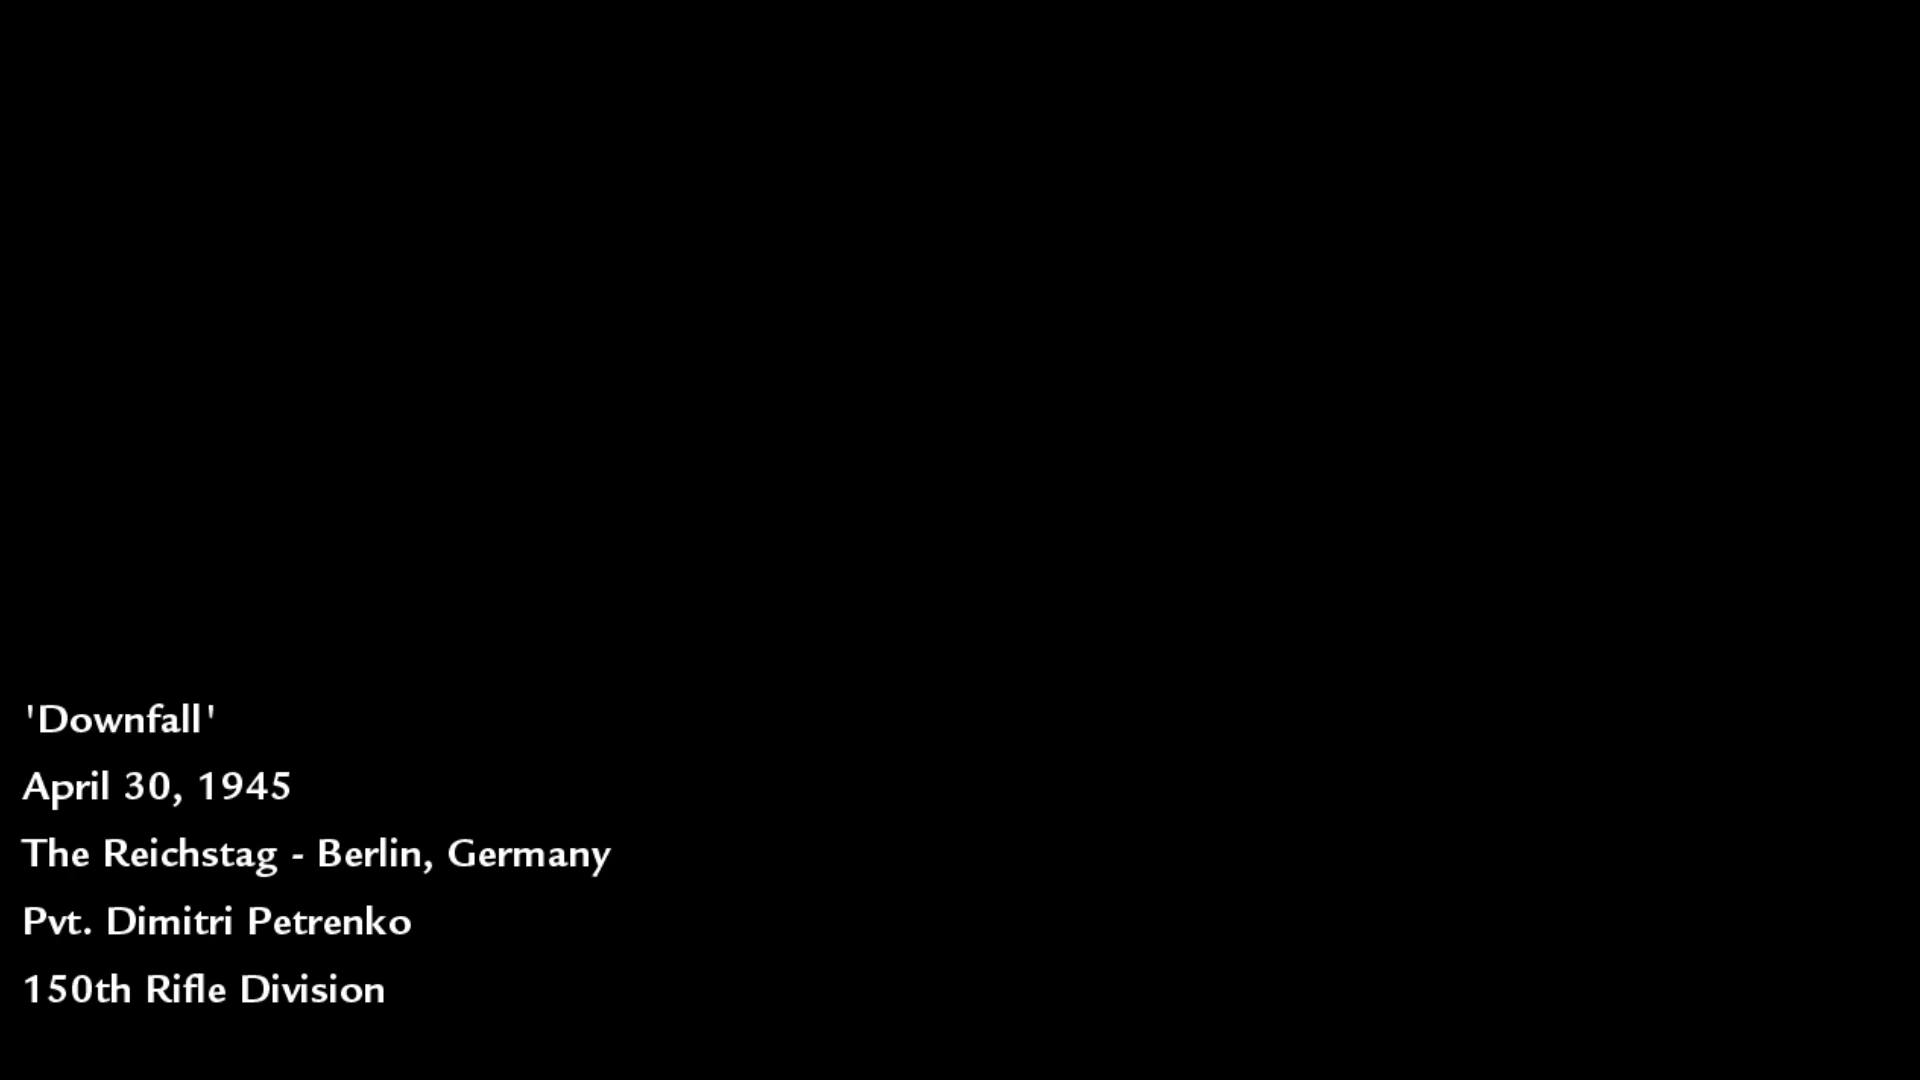 'Downfall'
April 30, 1945
The Reichstag - Berlin, Germany
Pvt. Dimitri Petrenko
150th Rifle Division